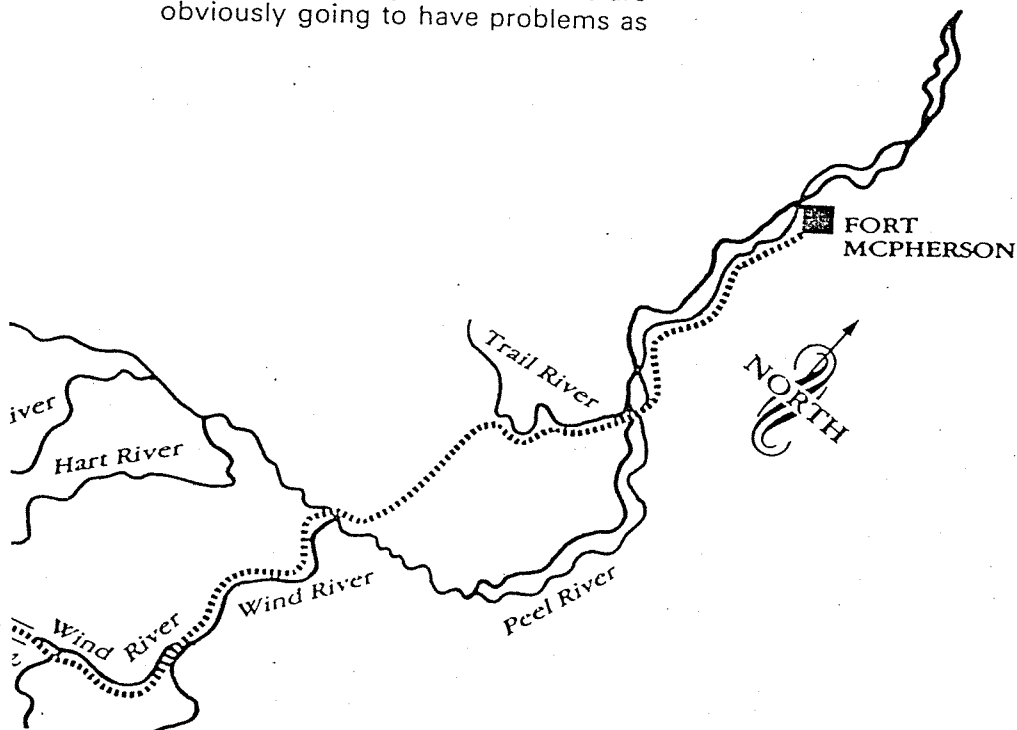 obviously going to have problems as
FORT
MCPHERSON
Trail River
NORTH
iver
Hart River
Wind River
Peel River
Wind River